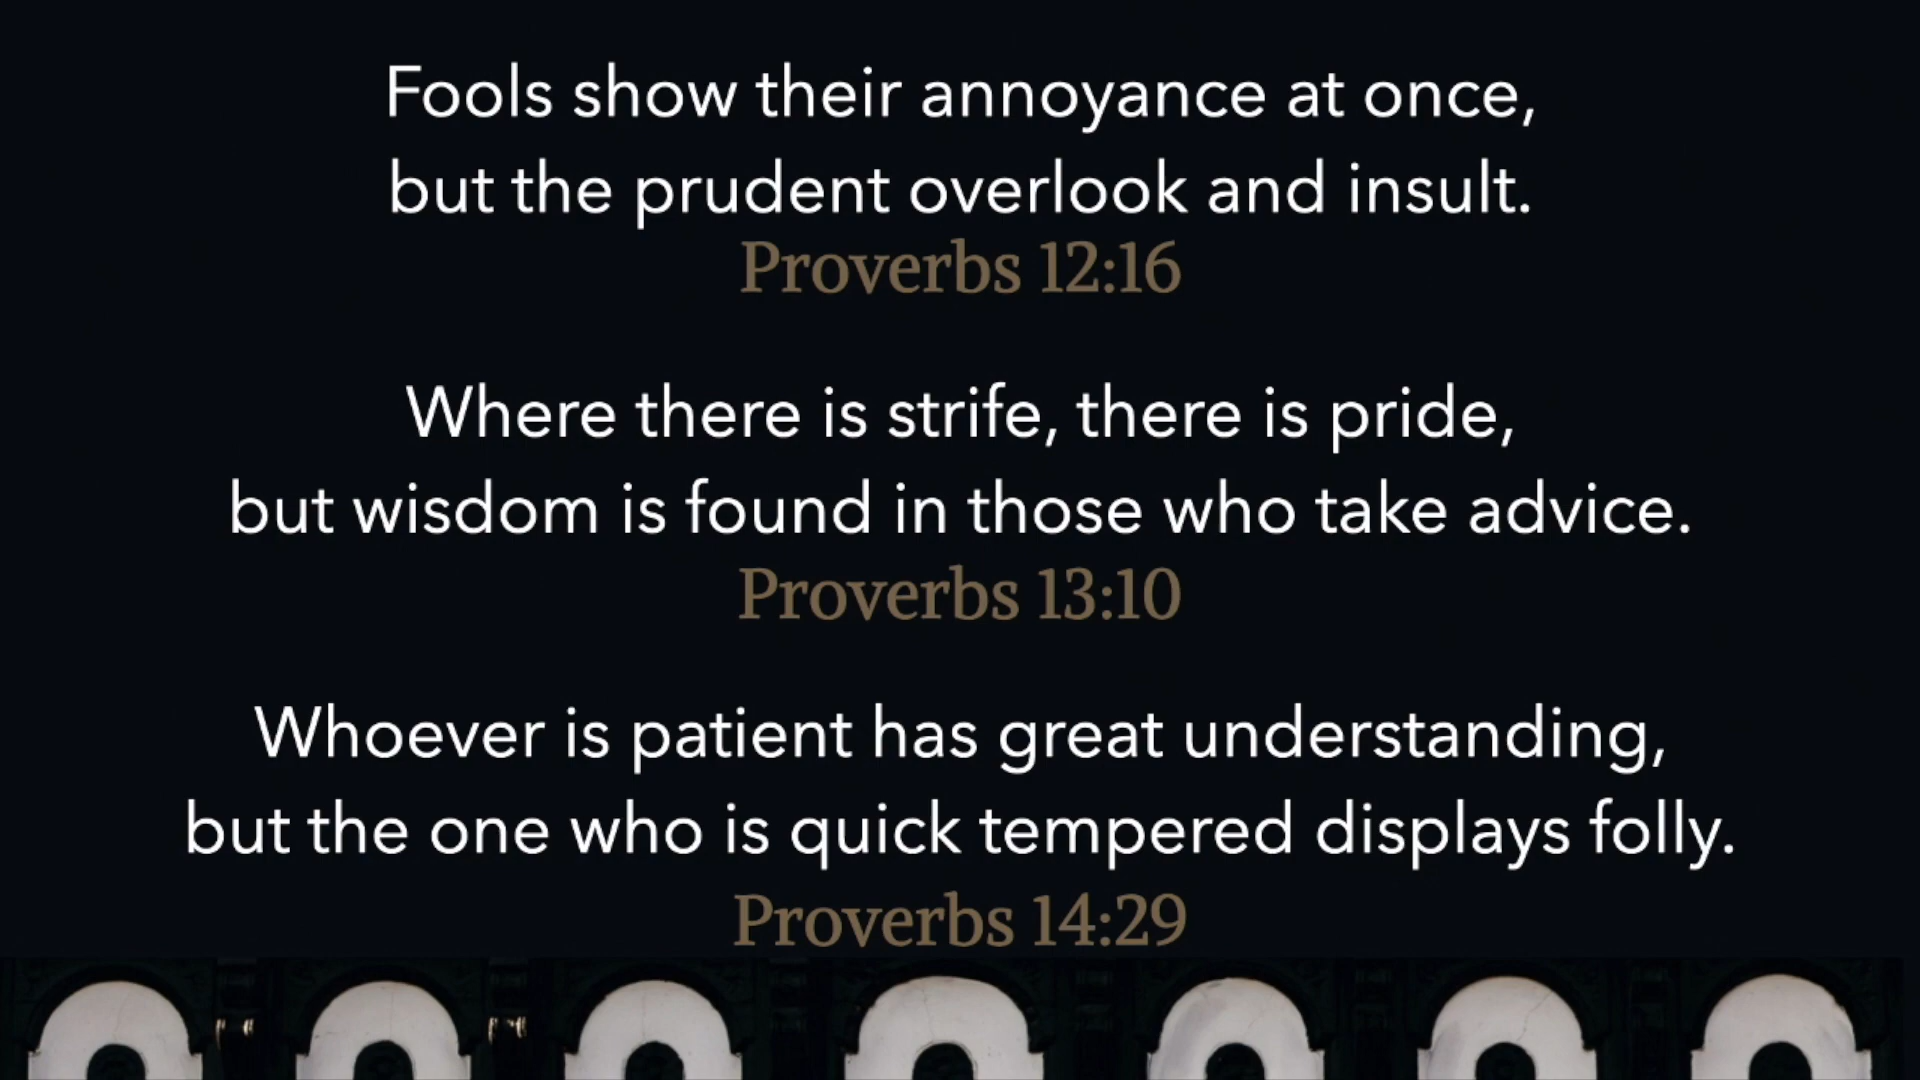 Fools show their annoyance at once,
but the prudent overlook and insult.
Proverbs 12:16
Where there is strife, there is pride,
but wisdom is found in those who take advice.
Proverbs 13:10
Whoever is patient has great understanding,
but the one who is quick tempered displays folly.
Proverbs 14:29